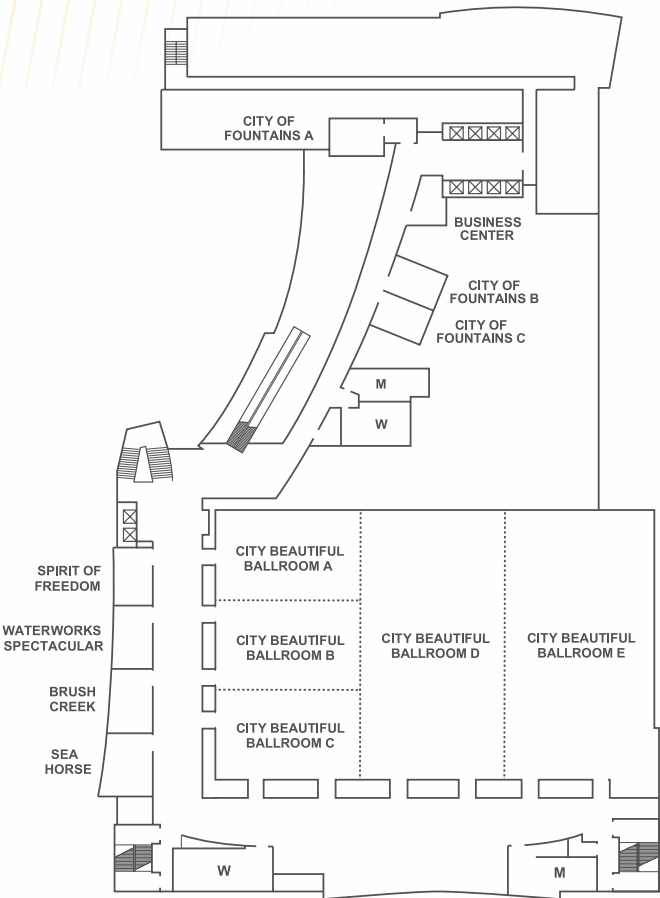 CITY OF
FOUNTAINS A
BUSINESS
CENTER
CITY OF
FOUNTAINS B
CITY OF
FOUNTAINS C
M
W
CITY BEAUTIFUL
BALLROOM A
SPIRIT OF
FREEDOM
WATERWORKS
SPECTACULAR
CITY BEAUTIFUL
BALLROOM B
CITY BEAUTIFUL
BALLROOM D
CITY BEAUTIFUL
BALLROOM E
BRUSH
CREEK
CITY BEAUTIFUL
BALLROOM C
SEA
HORSE
W
M